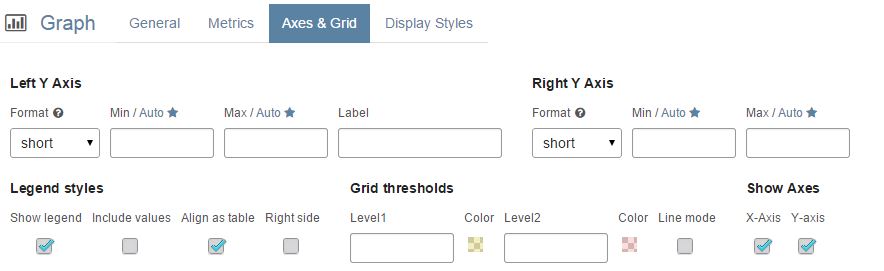 Graph General Metrics Axes & Grid Display Styles
Left Y Axis Right Y Axis
Format Min / Auto Max / Auto Label Format Min / Auto Max / Auto
short short
Legend styles Grid thresholds Show Axes
Show legend Include values Align as table Right side Level1 Color Level2 Color Line mode X-Axis Y-axis